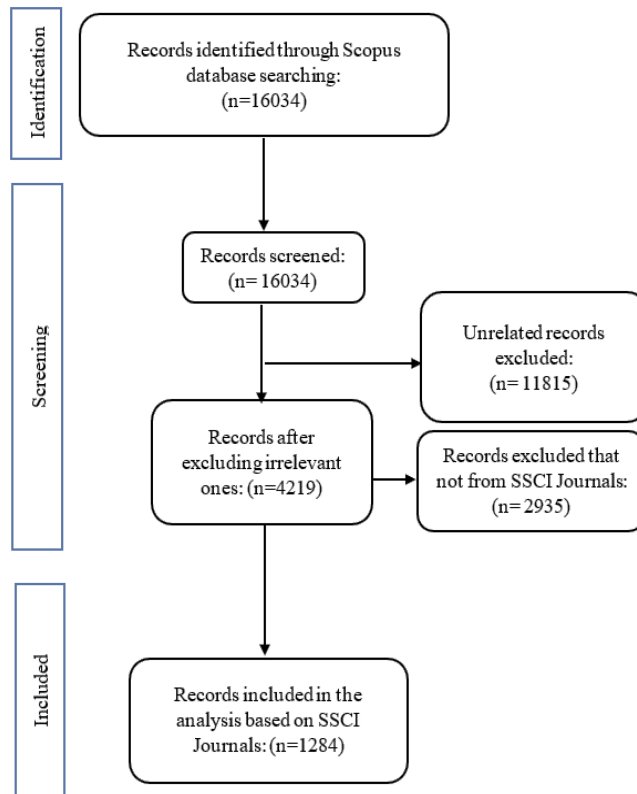 Identification
Records identified through Scopus
database searching:
(n=16034)
Screening
Records screened:
(n= 16034)
Unrelated records
excluded:
(n= 11815)
Records after
excluding irrelevant
ones: (n=4219)
Records excluded that
not from SSCI Journals:
(n= 2935)
Included
Records included in the
analysis based on SSCI
Journals: (n=1284)